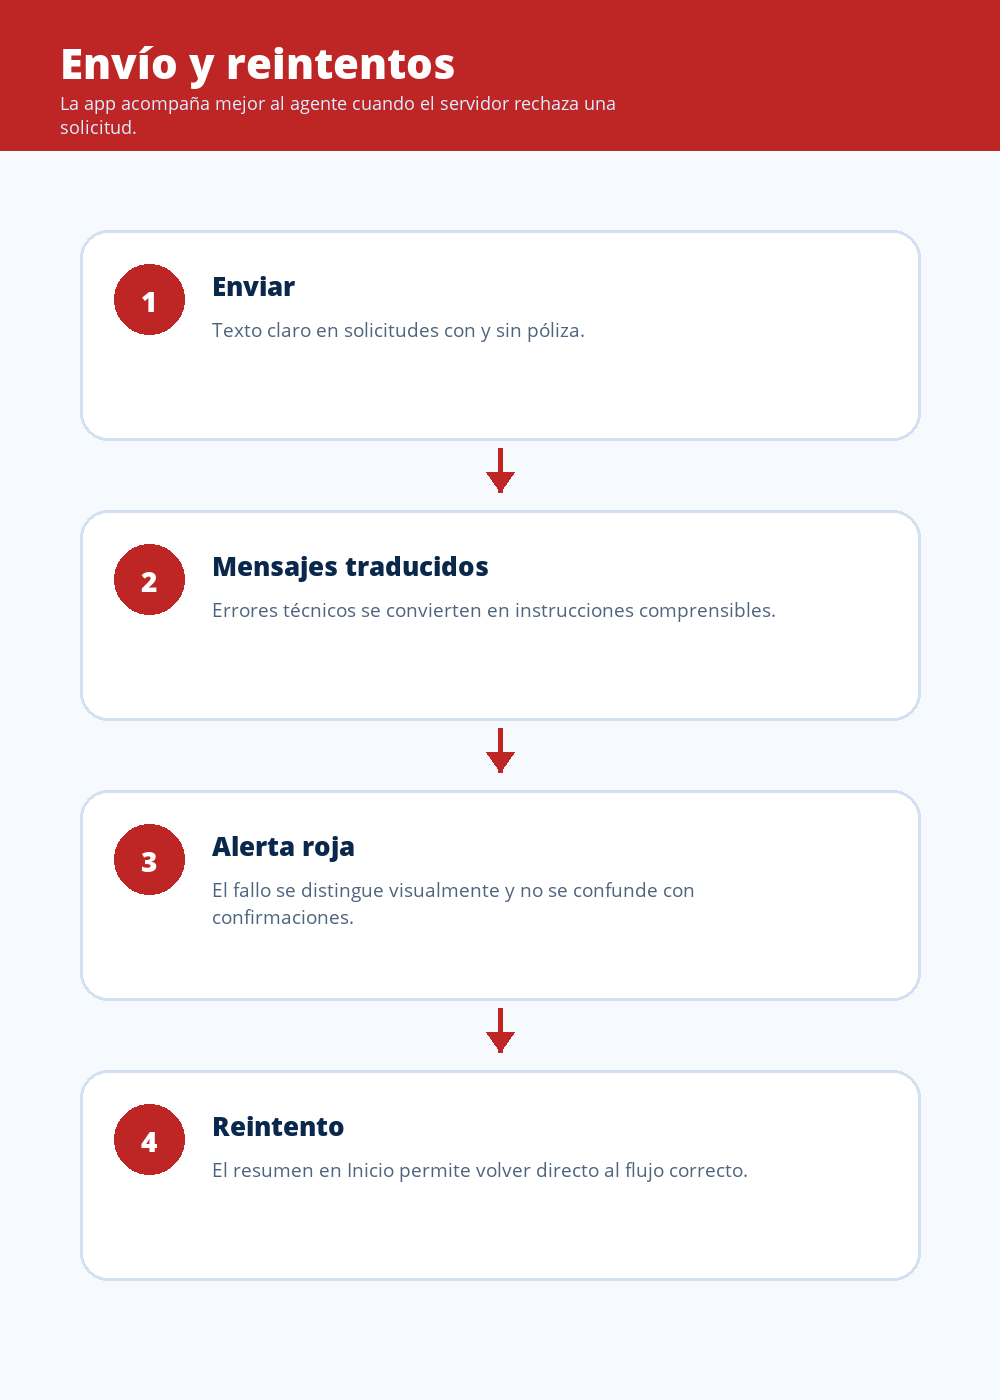 Envío y reintentos
La app acompaña mejor al agente cuando el servidor rechaza una
solicitud.
1
Enviar
Texto claro en solicitudes con y sin póliza.
2
Mensajes traducidos
Errores técnicos se convierten en instrucciones comprensibles.
3
Alerta roja
El fallo se distingue visualmente y no se confunde con
confirmaciones.
4
Reintento
El resumen en Inicio permite volver directo al flujo correcto.